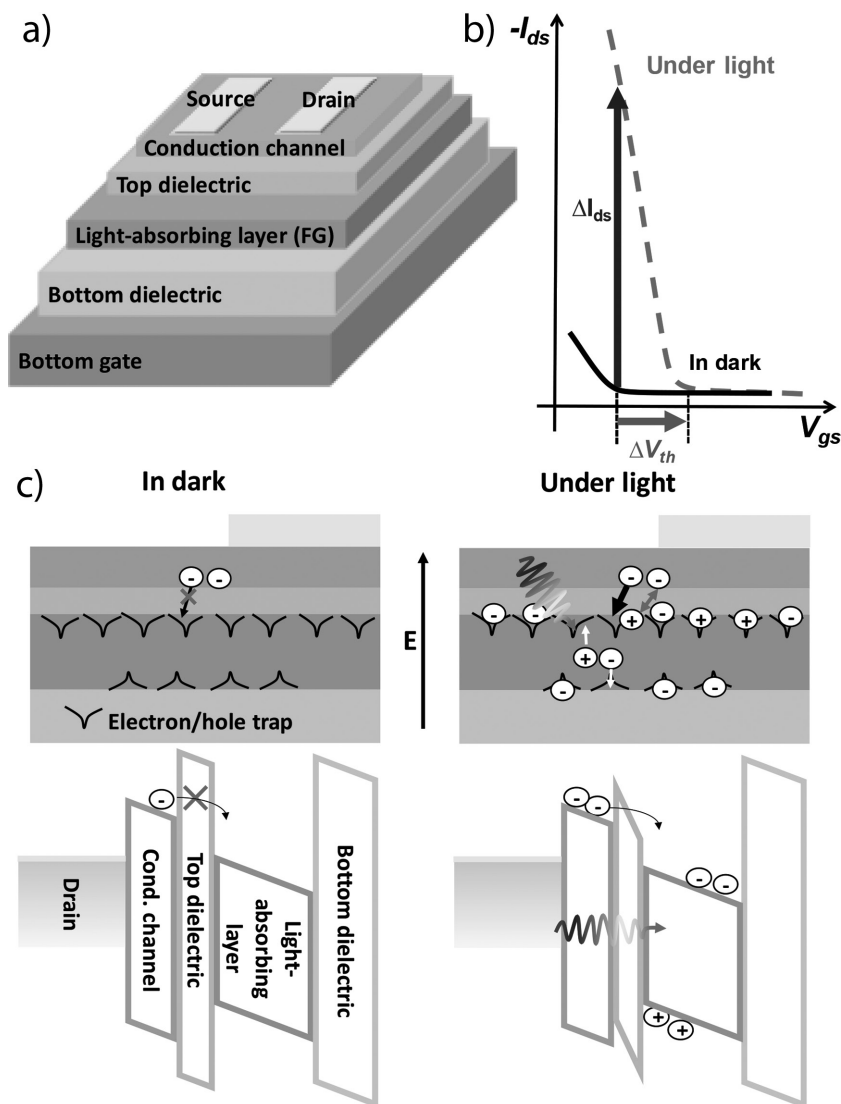 a)
Source
Drain
Conduction channel
Top dielectric
Light-absorbing layer (FG)
Bottom dielectric
Bottom gate
b)
-Ids
Under light
ΔIds
In dark
Vgs
ΔVth
c)
In dark
Under light
E
Electron/hole trap
Drain
Cond. channel
Top dielectric
Light-
absorbing
layer
Bottom dielectric